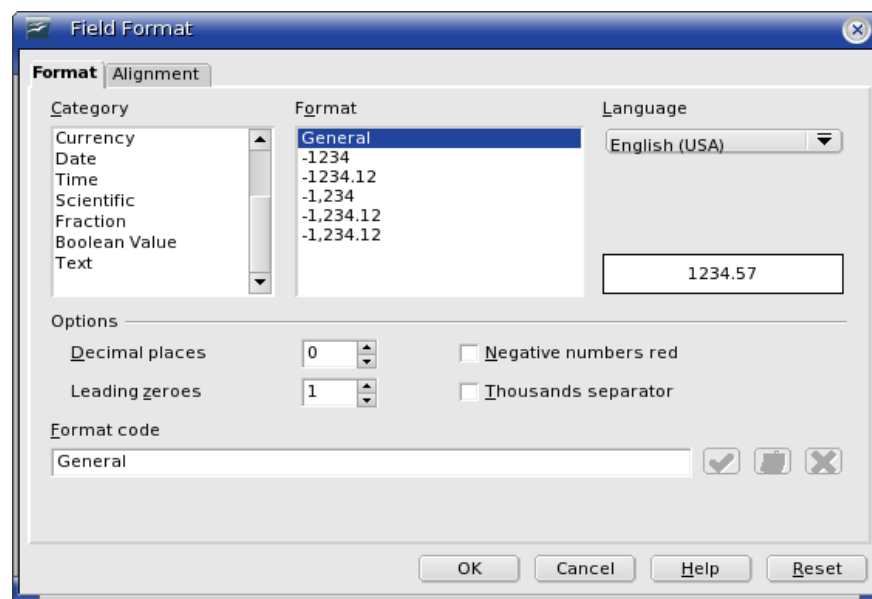 Field Format
Format Alignment
Category Format Language
Currency
Date
Time
Scientific
Fraction
Boolean Value
Text
General
-1234
-1234.12
-1,234
-1,234.12
-1,234.12
English (USA)
1234.57
Options
Decimal places 0 Negative numbers red
Leading zeroes 1 Thousands separator
Format code
General
OK Cancel Help Reset